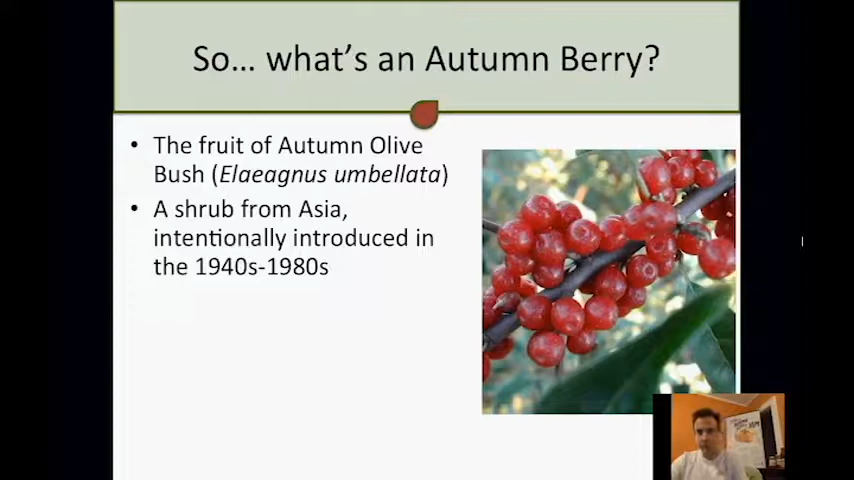 So... what's an Autumn Berry?
• The fruit of Autumn Olive
Bush (Elaeagnus umbellata)
• A shrub from Asia,
intentionally introduced in
the 1940s-1980s